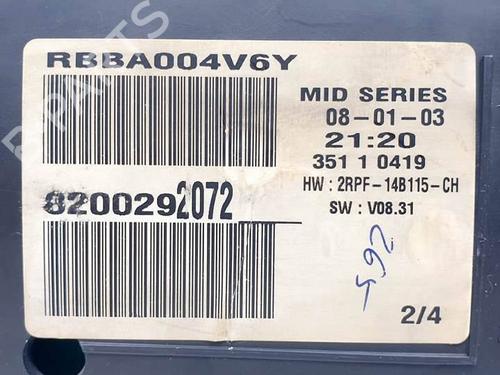 RBBA004V6Y
MID SERIES
08-01-03
21:20
351 1 0419
HW : 2RPF-14B115-CH
SW : V08.31
8200292072
2/4